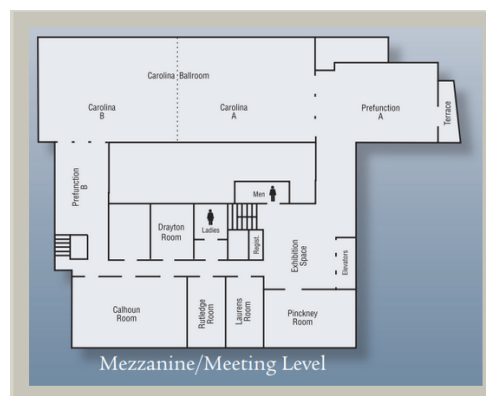 Carolina Ballroom
Carolina
B
Carolina
A
Prefunction
A
Terrace
Prefunction
B
Men
Drayton
Room
Ladies
Regist.
Exhibition
Space
Elevators
Calhoun
Room
Rutledge
Room
Laurens
Room
Pinckney
Room
Mezzanine/Meeting Level